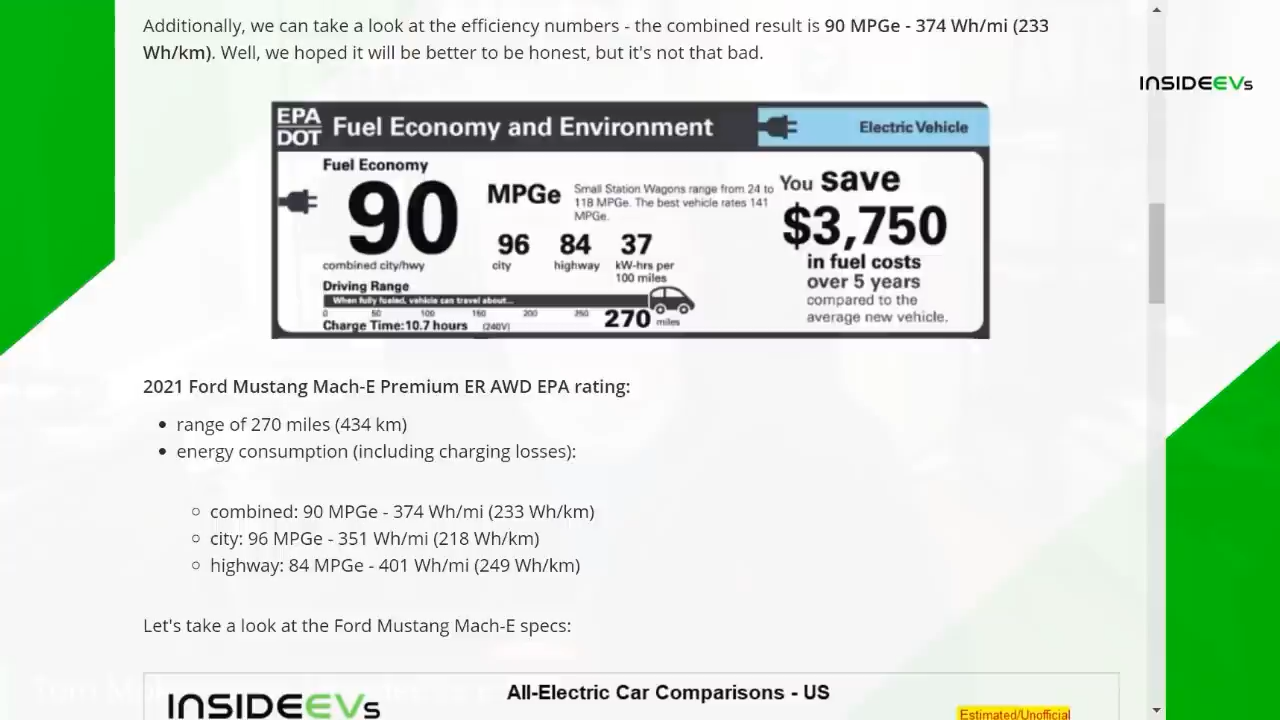 Additionally, we can take a look at the efficiency numbers - the combined result is 90 MPGe - 374 Wh/mi (233
Wh/km). Well, we hoped it will be better to be honest, but it's not that bad.
INSIDEEVs
EPA
DOT
Fuel Economy and Environment
Electric Vehicle
Fuel Economy
90
MPGe
Small Station Wagons range from 24 to
118 MPGe. The best vehicle rates 141
MPGe.
combined city/hwy
96
city
84
highway
37
kW-hrs per
100 miles
Driving Range
When fully fueled, vehicle can travel about...
0 50 100 150 200 250
270 miles
Charge Time: 10.7 hours (240V)
You save
$3,750
in fuel costs
over 5 years
compared to the
average new vehicle.
2021 Ford Mustang Mach-E Premium ER AWD EPA rating:
range of 270 miles (434 km)
energy consumption (including charging losses):
combined: 90 MPGe - 374 Wh/mi (233 Wh/km)
city: 96 MPGe - 351 Wh/mi (218 Wh/km)
highway: 84 MPGe - 401 Wh/mi (249 Wh/km)
Let's take a look at the Ford Mustang Mach-E specs:
INSIDEEVs
All-Electric Car Comparisons - US
Estimated/Unofficial